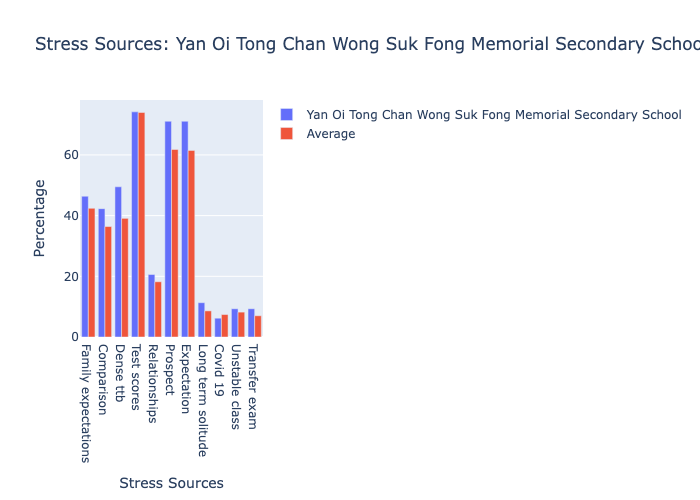 Stress Sources: Yan Oi Tong Chan Wong Suk Fong Memorial Secondary Schoo
Yan Oi Tong Chan Wong Suk Fong Memorial Secondary School
Average
Percentage
60
40
20
0
Family expectations
Comparison
Dense ttb
Test scores
Relationships
Prospect
Expectation
Long term solitude
Covid 19
Unstable class
Transfer exam
Stress Sources